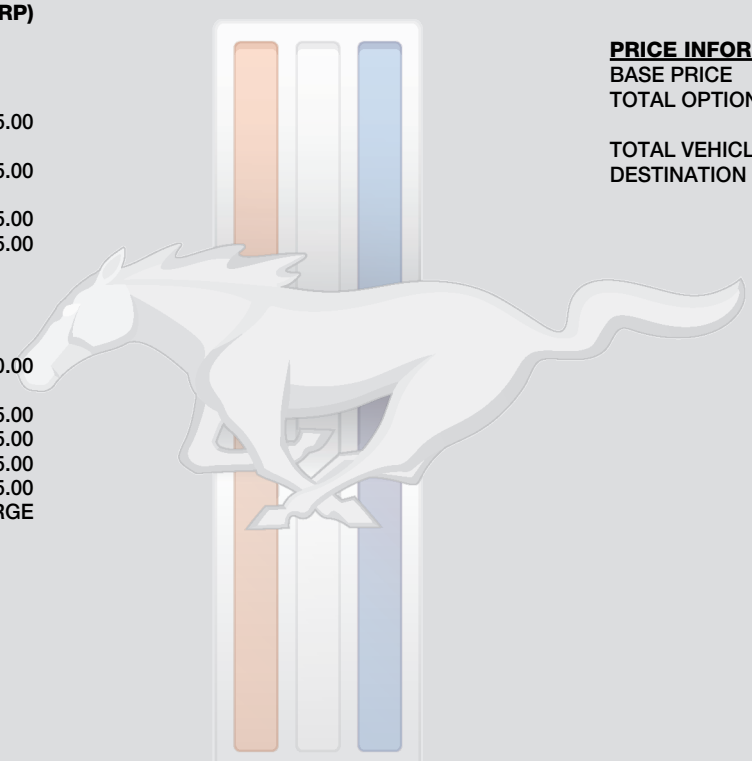 RP)
5.00
5.00
5.00
5.00
0.00
5.00
5.00
5.00
5.00
RGE
PRICE INFOR
BASE PRICE
TOTAL OPTION
TOTAL VEHICL
DESTINATION